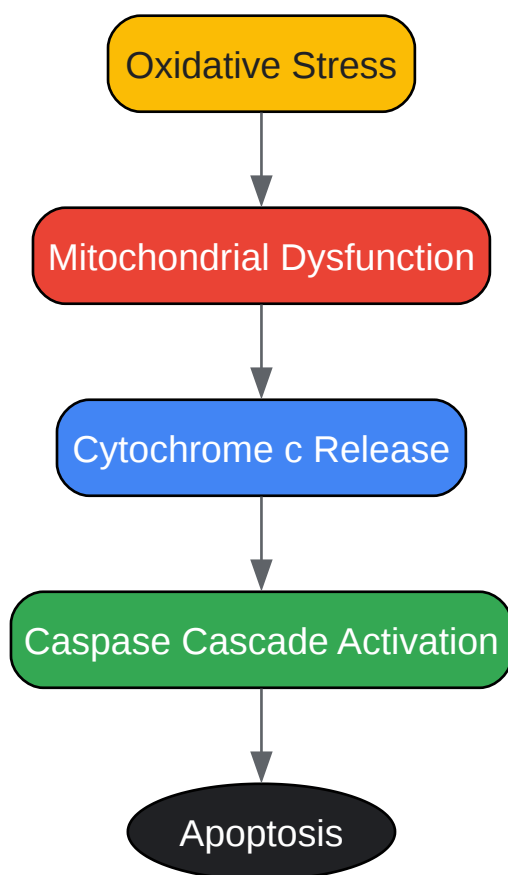 Oxidative Stress
Mitochondrial Dysfunction
Cytochrome c Release
Caspase Cascade Activation
Apoptosis